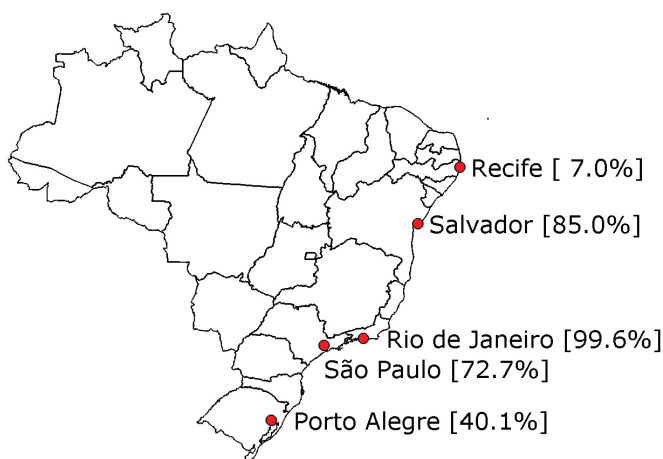 Recife [ 7.0%]
Salvador [85.0%]
Rio de Janeiro [99.6%]
São Paulo [72.7%]
Porto Alegre [40.1%]